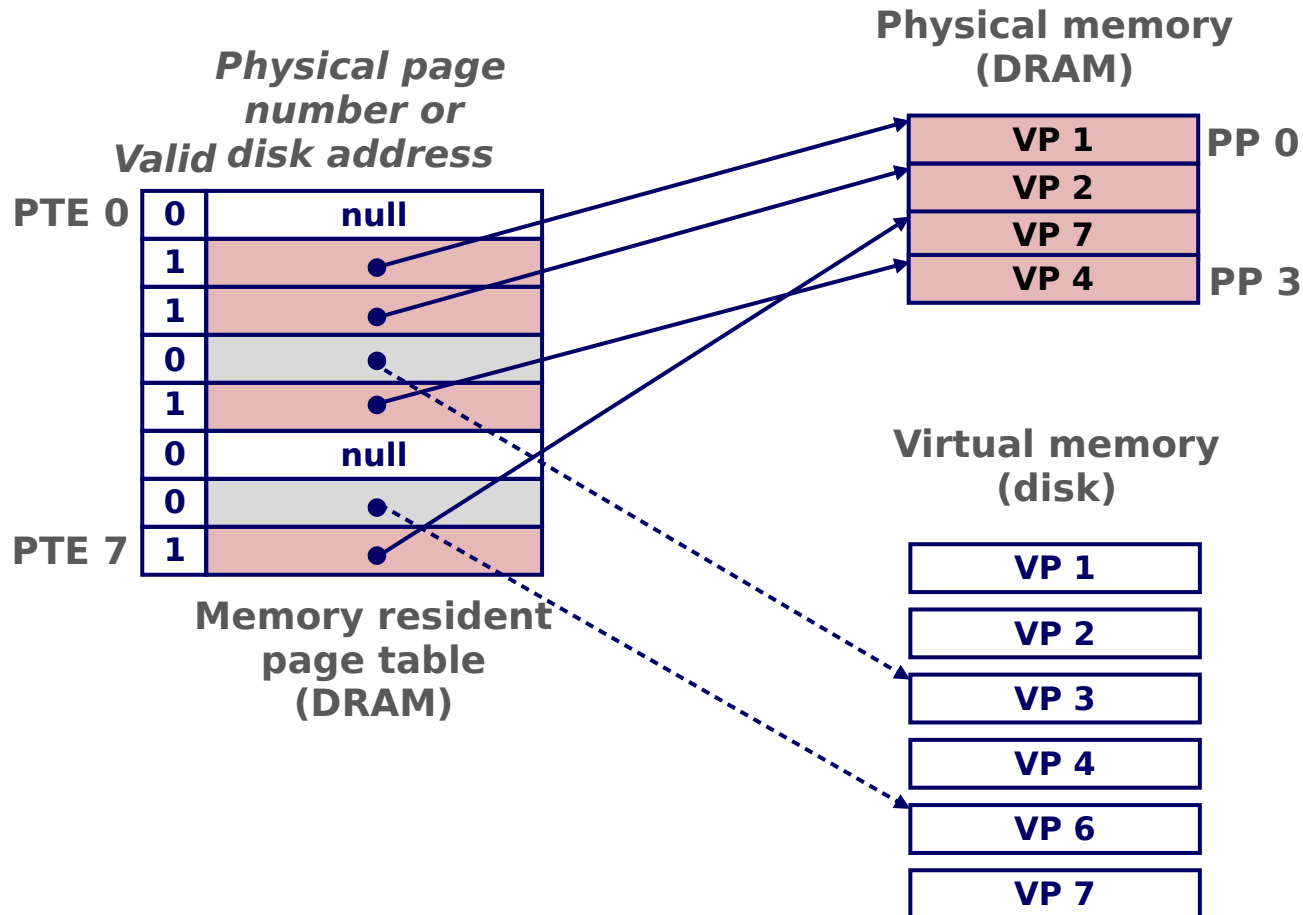 Physical memory
(DRAM)
Physical page
number or
disk address
Valid
VP 1
PP 0
VP 2
VP 7
VP 4
PP 3
PTE 0
0
null
1
1
0
1
0
null
0
PTE 7
1
Memory resident
page table
(DRAM)
Virtual memory
(disk)
VP 1
VP 2
VP 3
VP 4
VP 6
VP 7